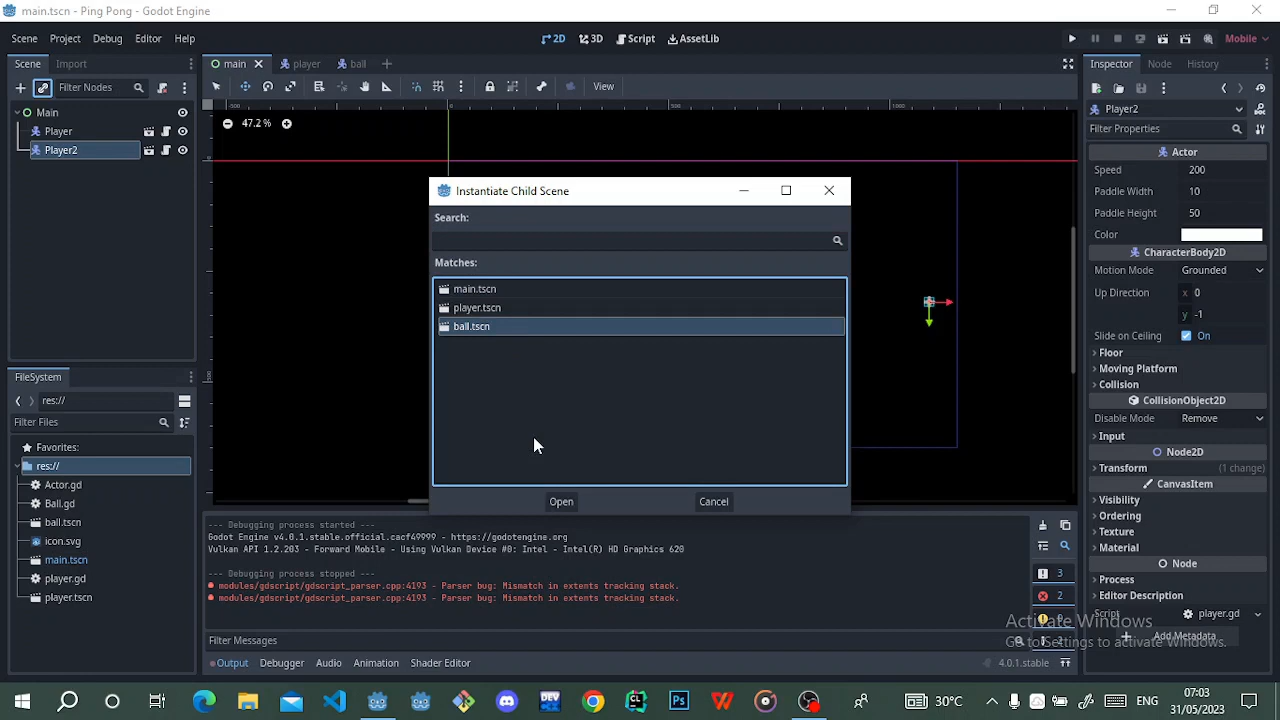 main.tscn - Ping Pong - Godot Engine
Scene Project Debug Editor Help
2D 3D Script AssetLib
Mobile
Scene Import
main player ball
Inspector Node History
Filter Nodes
View
-500 0 500 1000
Main
Player
Player2
47.2 %
Player2
Filter Properties
Actor
Speed 200
Paddle Width 10
Paddle Height 50
Color
CharacterBody2D
Motion Mode Grounded
Up Direction x 0
y -1
Slide on Ceiling On
Floor
Moving Platform
Collision
CollisionObject2D
Disable Mode Remove
Input
Node2D
Transform (1 change)
CanvasItem
Visibility
Ordering
Texture
Material
Node
Process
Editor Description
Script player.gd
Add Metadata
Instantiate Child Scene
Search:
Matches:
main.tscn
player.tscn
ball.tscn
Open Cancel
FileSystem
res://
Filter Files
Favorites:
res://
Actor.gd
Ball.gd
ball.tscn
icon.svg
main.tscn
player.gd
player.tscn
--- Debugging process started ---
Godot Engine v4.0.1.stable.official.cacf49999 - https://godotengine.org
Vulkan API 1.2.203 - Forward Mobile - Using Vulkan Device #0: Intel - Intel(R) HD Graphics 620
--- Debugging process stopped ---
modules/gdscript/gdscript_parser.cpp:4193 - Parser bug: Mismatch in extents tracking stack.
modules/gdscript/gdscript_parser.cpp:4193 - Parser bug: Mismatch in extents tracking stack.
3
2
Filter Messages
Output Debugger Audio Animation Shader Editor
4.0.1.stable
Activate Windows
Go to Settings to activate Windows.
30°C
ENG
07:03
31/05/2023